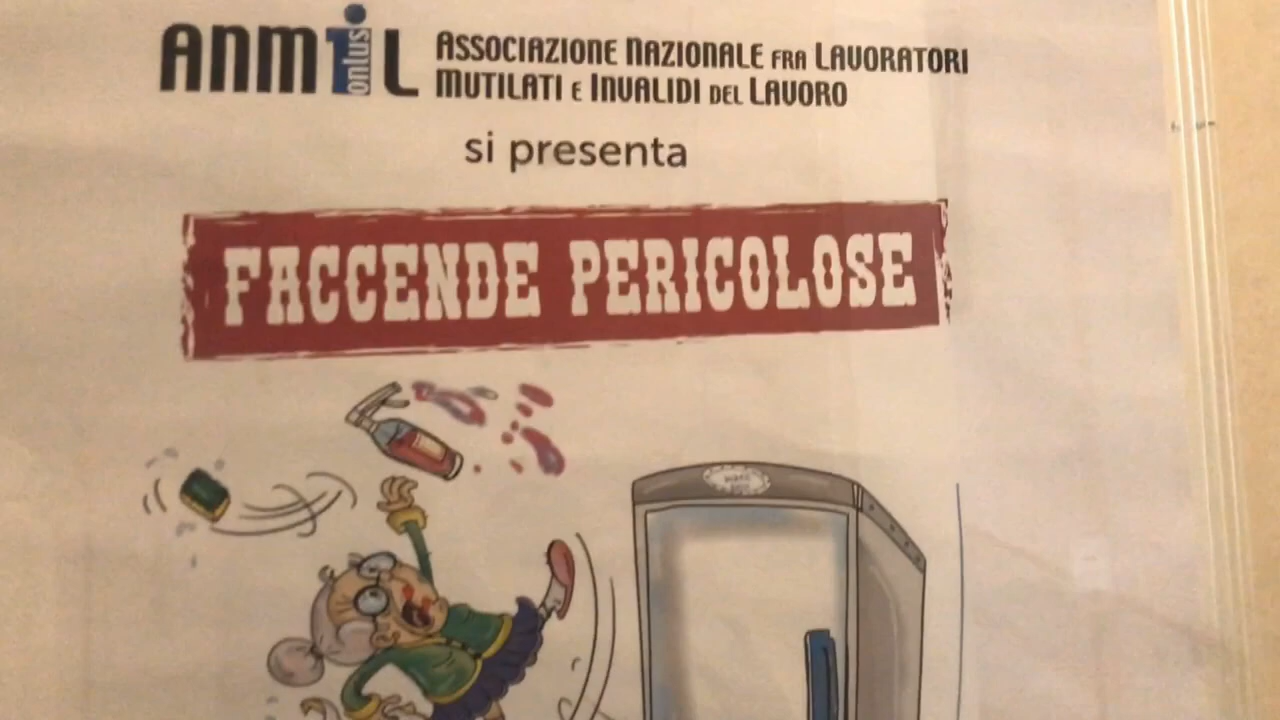 ANMIL onlus
ASSOCIAZIONE NAZIONALE FRA LAVORATORI
MUTILATI E INVALIDI DEL LAVORO
si presenta
FACCENDE PERICOLOSE